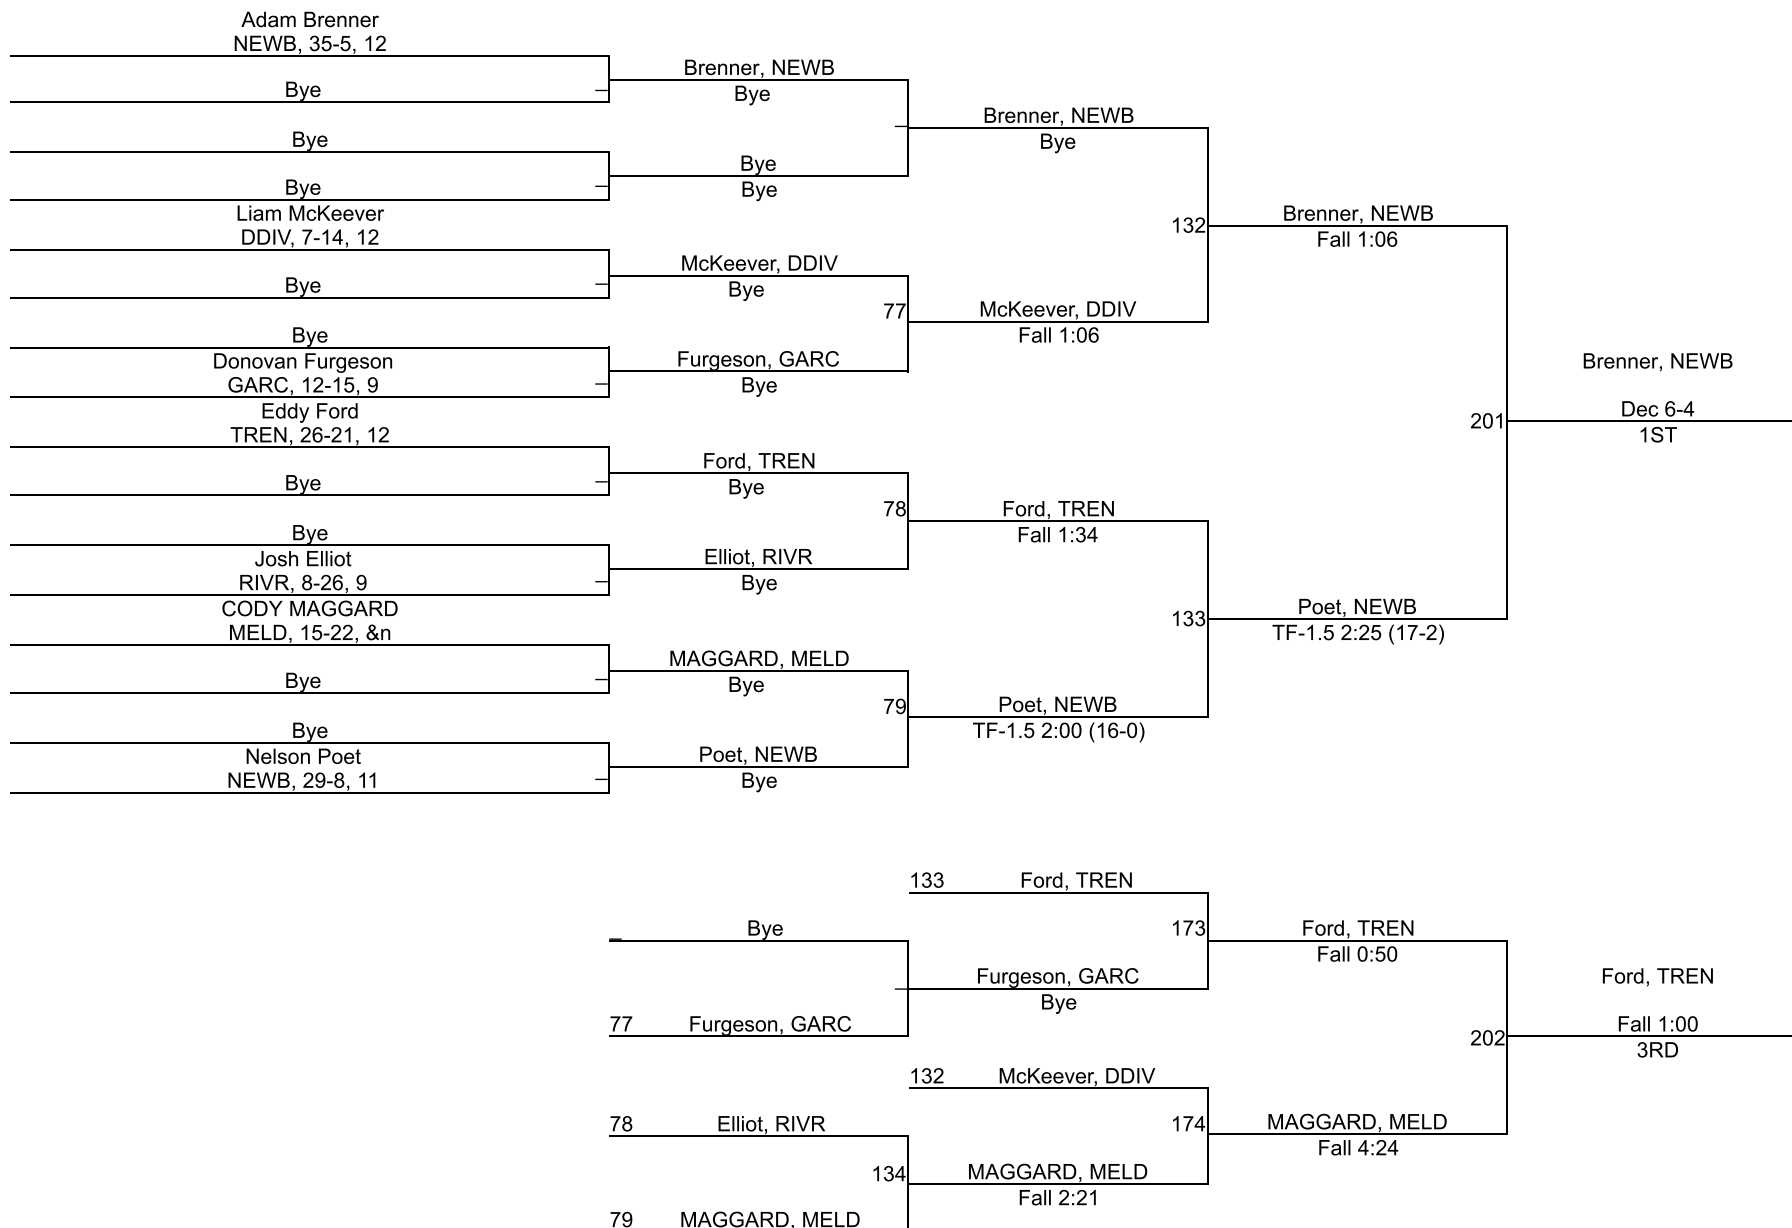 Adam Brenner
NEWB, 35-5, 12
Bye
Bye
Bye
Liam McKeever
DDIV, 7-14, 12
Bye
Bye
Donovan Furgeson
GARC, 12-15, 9
Eddy Ford
TREN, 26-21, 12
Bye
Bye
Josh Elliot
RIVR, 8-26, 9
CODY MAGGARD
MELD, 15-22, &n
Bye
Bye
Nelson Poet
NEWB, 29-8, 11
Brenner, NEWB
Bye
Bye
Bye
McKeever, DDIV
Bye
77
Furgeson, GARC
Bye
Ford, TREN
Bye
78
Elliot, RIVR
Bye
MAGGARD, MELD
Bye
79
Poet, NEWB
Bye
Brenner, NEWB
Bye
132
McKeever, DDIV
Fall 1:06
Ford, TREN
Fall 1:34
133
Poet, NEWB
TF-1.5 2:00 (16-0)
Brenner, NEWB
Fall 1:06
201
Poet, NEWB
TF-1.5 2:25 (17-2)
Brenner, NEWB
Dec 6-4
1ST
133 Ford, TREN
Bye
173
Furgeson, GARC
Bye
77 Furgeson, GARC
Ford, TREN
Fall 0:50
132 McKeever, DDIV
78 Elliot, RIVR
174
134
MAGGARD, MELD
Fall 2:21
79 MAGGARD, MELD
MAGGARD, MELD
Fall 4:24
202
Ford, TREN
Fall 1:00
3RD